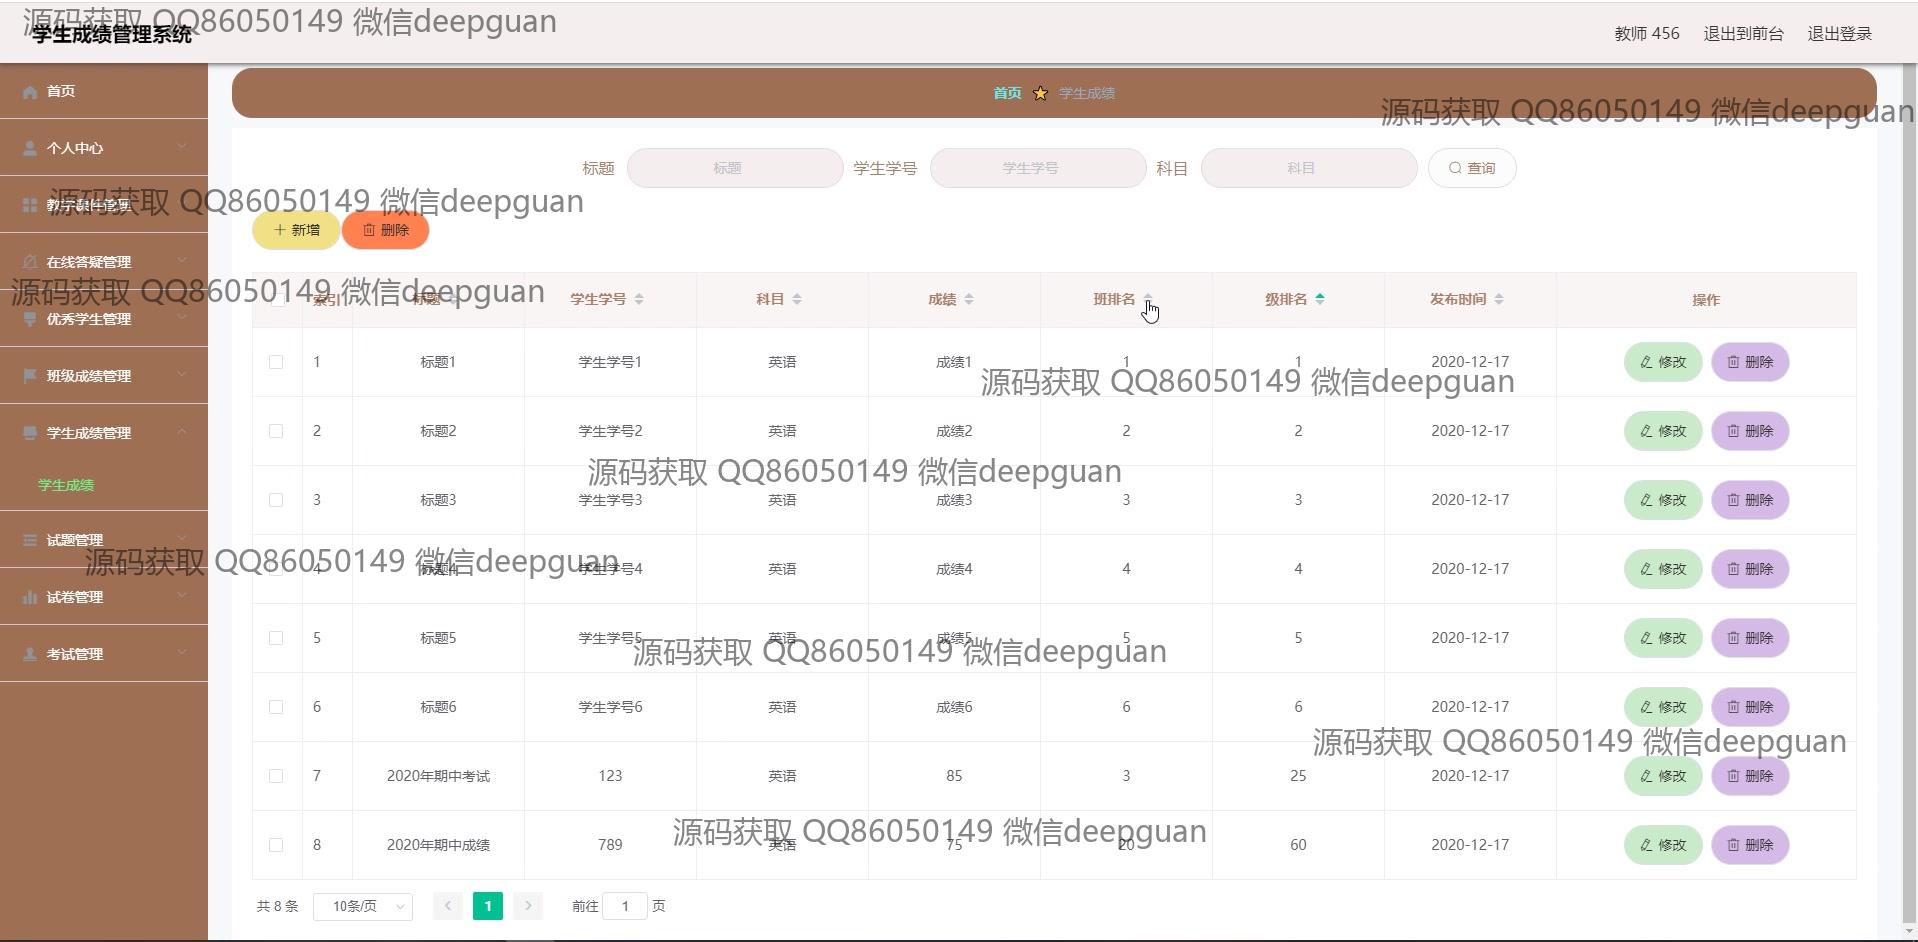 源码获取 QQ86050149 微信deepguan
学生成绩管理系统
教师 456 退出到前台 退出登录
首页
首页 学生成绩
源码获取 QQ86050149 微信deepguan
个人中心
标题 标题 学生学号 学生学号 科目 科目 查询
源码获取 QQ86050149 微信deepguan
新增 删除
在线答疑管理
源码获取 QQ86050149 微信deepguan
索引 标题 学生学号 科目 成绩 班排名 级排名 发布时间 操作
优秀学生管理
1 标题1 学生学号1 英语 成绩1 1 1 2020-12-17 修改 删除
班级成绩管理
源码获取 QQ86050149 微信deepguan
2 标题2 学生学号2 英语 成绩2 2 2 2020-12-17 修改 删除
学生成绩管理
源码获取 QQ86050149 微信deepguan
学生成绩
3 标题3 学生学号3 英语 成绩3 3 3 2020-12-17 修改 删除
试题管理
源码获取 QQ86050149 微信deepguan
4 标题4 学生学号4 英语 成绩4 4 4 2020-12-17 修改 删除
试卷管理
5 标题5 学生学号5 英语 成绩5 5 5 2020-12-17 修改 删除
源码获取 QQ86050149 微信deepguan
考试管理
6 标题6 学生学号6 英语 成绩6 6 6 2020-12-17 修改 删除
源码获取 QQ86050149 微信deepguan
7 2020年期中考试 123 英语 85 3 25 2020-12-17 修改 删除
源码获取 QQ86050149 微信deepguan
8 2020年期中成绩 789 英语 75 20 60 2020-12-17 修改 删除
共 8 条 10条/页 1 前往 1 页